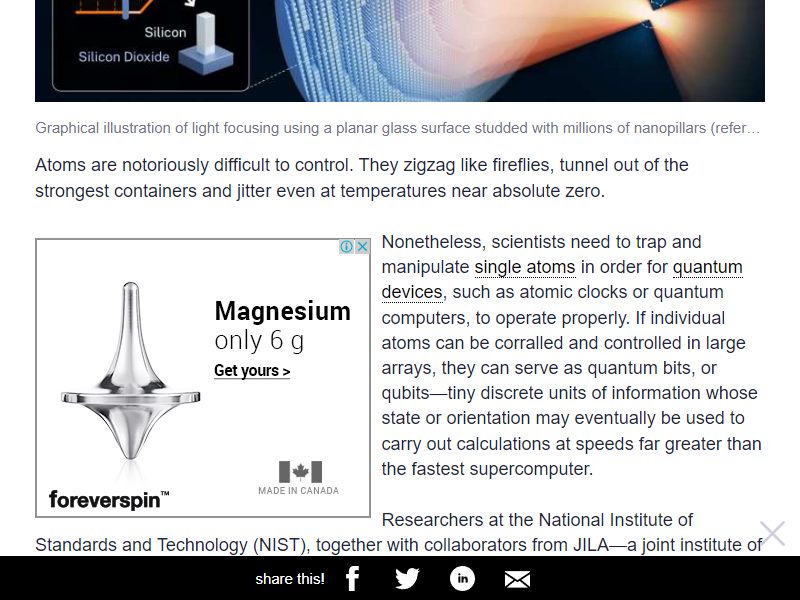 Silicon
Silicon Dioxide
Graphical illustration of light focusing using a planar glass surface studded with millions of nanopillars (refer…
Atoms are notoriously difficult to control. They zigzag like fireflies, tunnel out of the
strongest containers and jitter even at temperatures near absolute zero.
Magnesium
only 6 g
Get yours >
MADE IN CANADA
foreverspin™
Nonetheless, scientists need to trap and
manipulate single atoms in order for quantum
devices, such as atomic clocks or quantum
computers, to operate properly. If individual
atoms can be corralled and controlled in large
arrays, they can serve as quantum bits, or
qubits—tiny discrete units of information whose
state or orientation may eventually be used to
carry out calculations at speeds far greater than
the fastest supercomputer.
Researchers at the National Institute of
Standards and Technology (NIST), together with collaborators from JILA—a joint institute of
share this!
in